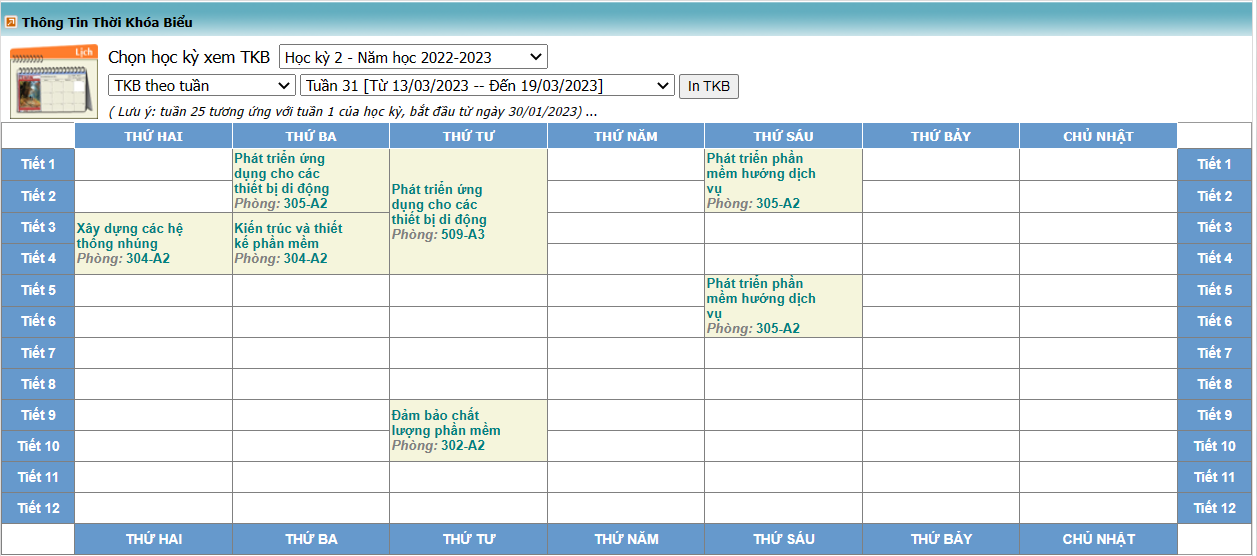 Thông Tin Thời Khóa Biểu
Lịch
Chọn học kỳ xem TKB Học kỳ 2 - Năm học 2022-2023
TKB theo tuần Tuần 31 [Từ 13/03/2023 -- Đến 19/03/2023] In TKB
( Lưu ý: tuần 25 tương ứng với tuần 1 của học kỳ, bắt đầu từ ngày 30/01/2023) ...
THỨ HAI THỨ BA THỨ TƯ THỨ NĂM THỨ SÁU THỨ BẢY CHỦ NHẬT
Tiết 1 Tiết 1
Phát triển ứng
dụng cho các
thiết bị di động
Phòng: 305-A2
Phát triển ứng
dụng cho các
thiết bị di động
Phòng: 509-A3
Phát triển phần
mềm hướng dịch
vụ
Phòng: 305-A2
Tiết 2 Tiết 2
Tiết 3 Tiết 3
Xây dựng các hệ
thống nhúng
Phòng: 304-A2
Kiến trúc và thiết
kế phần mềm
Phòng: 304-A2
Tiết 4 Tiết 4
Tiết 5 Tiết 5
Phát triển phần
mềm hướng dịch
vụ
Phòng: 305-A2
Tiết 6 Tiết 6
Tiết 7 Tiết 7
Tiết 8 Tiết 8
Tiết 9 Tiết 9
Đảm bảo chất
lượng phần mềm
Phòng: 302-A2
Tiết 10 Tiết 10
Tiết 11 Tiết 11
Tiết 12 Tiết 12
THỨ HAI THỨ BA THỨ TƯ THỨ NĂM THỨ SÁU THỨ BẢY CHỦ NHẬT